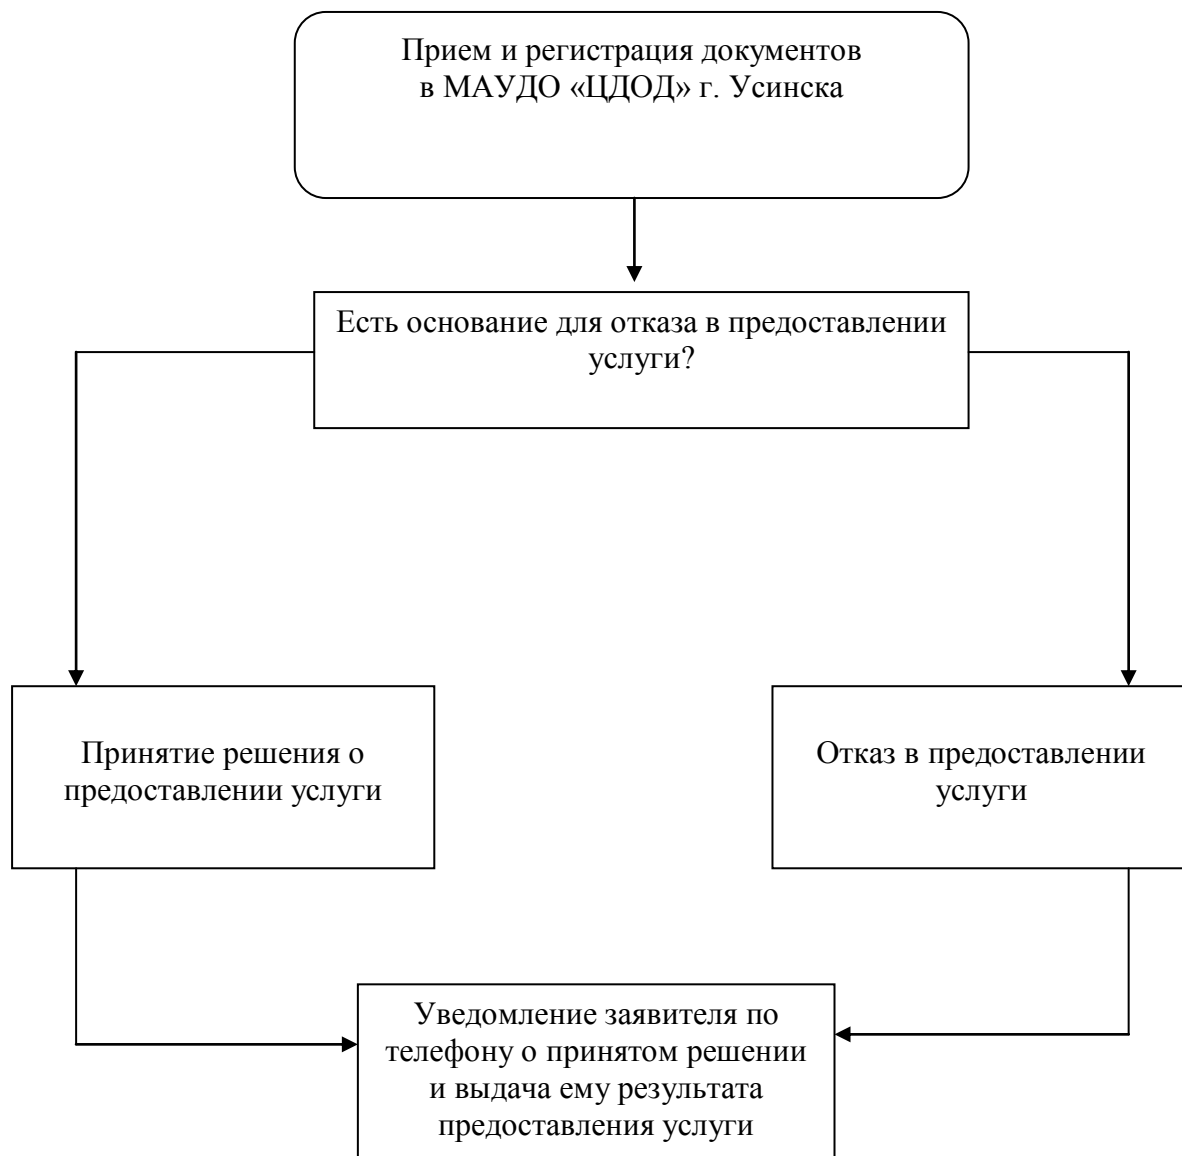 Прием и регистрация документов
в МАУДО «ЦДОД» г. Усинска
Есть основание для отказа в предоставлении
услуги?
Принятие решения о
предоставлении услуги
Отказ в предоставлении
услуги
Уведомление заявителя по
телефону о принятом решении
и выдача ему результата
предоставления услуги